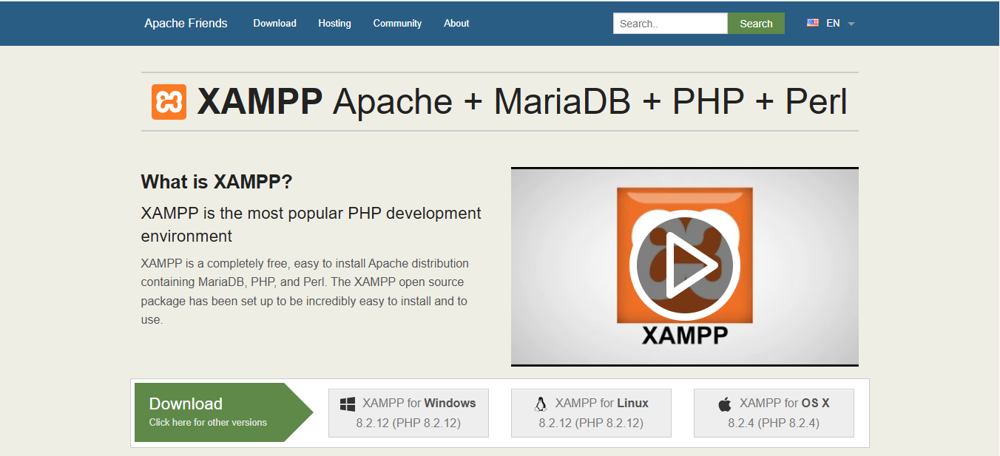 Apache Friends Download Hosting Community About Search.. Search EN
XAMPP Apache + MariaDB + PHP + Perl
What is XAMPP?
XAMPP is the most popular PHP development
environment
XAMPP is a completely free, easy to install Apache distribution
containing MariaDB, PHP, and Perl. The XAMPP open source
package has been set up to be incredibly easy to install and to
use.
XAMPP
Download
Click here for other versions
XAMPP for Windows
8.2.12 (PHP 8.2.12)
XAMPP for Linux
8.2.12 (PHP 8.2.12)
XAMPP for OS X
8.2.4 (PHP 8.2.4)